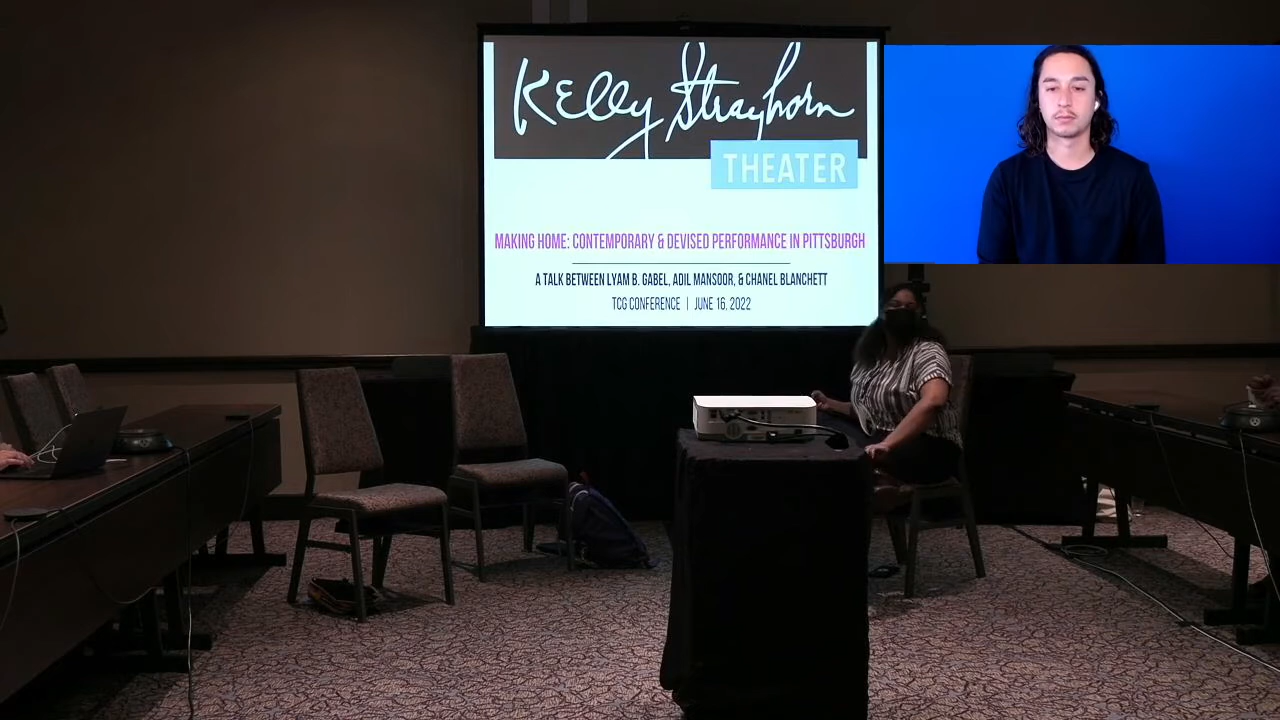 Kelly Strayhorn
THEATER
MAKING HOME: CONTEMPORARY & DEVISED PERFORMANCE IN PITTSBURGH
A TALK BETWEEN LYAM B. GABEL, ADIL MANSOOR, & CHANEL BLANCHETT
TCG CONFERENCE | JUNE 16, 2022